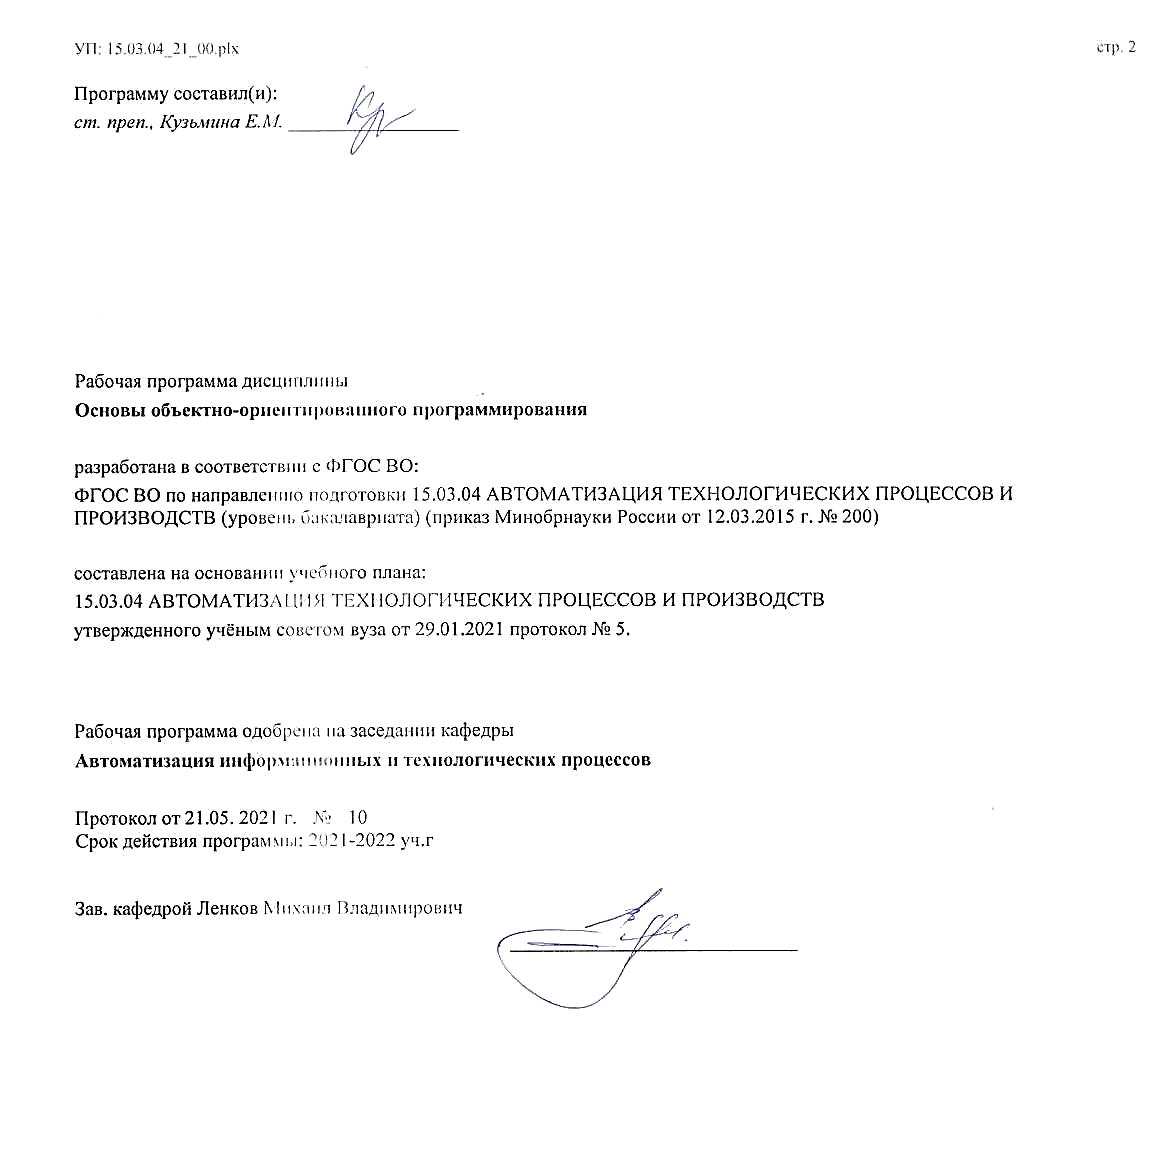 УП: 15.03.04_21_00.plx
стр. 2
Программу составил(и):
ст. преп., Кузьмина Е.М.
Рабочая программа дисциплины
Основы объектно-ориентированного программирования
разработана в соответствии с ФГОС ВО:
ФГОС ВО по направлению подготовки 15.03.04 АВТОМАТИЗАЦИЯ ТЕХНОЛОГИЧЕСКИХ ПРОЦЕССОВ И
ПРОИЗВОДСТВ (уровень бакалавриата) (приказ Минобрнауки России от 12.03.2015 г. № 200)
составлена на основании учебного плана:
15.03.04 АВТОМАТИЗАЦИЯ ТЕХНОЛОГИЧЕСКИХ ПРОЦЕССОВ И ПРОИЗВОДСТВ
утвержденного учёным советом вуза от 29.01.2021 протокол № 5.
Рабочая программа одобрена на заседании кафедры
Автоматизация информационных и технологических процессов
Протокол от 21.05. 2021 г. № 10
Срок действия программы: 2021-2022 уч.г
Зав. кафедрой Ленков Михаил Владимирович